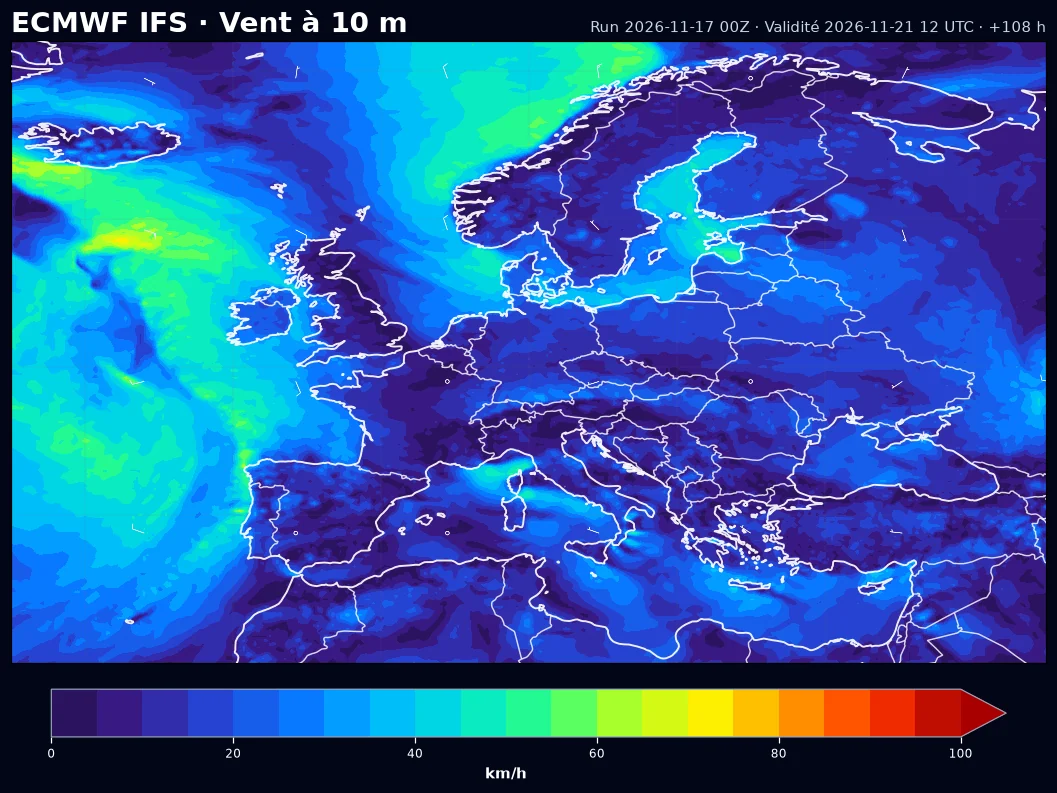 ECMWF IFS · Vent à 10 m
Run 2026-11-17 00Z · Validité 2026-11-21 12 UTC · +108 h
0 20 40 60 80 100
km/h